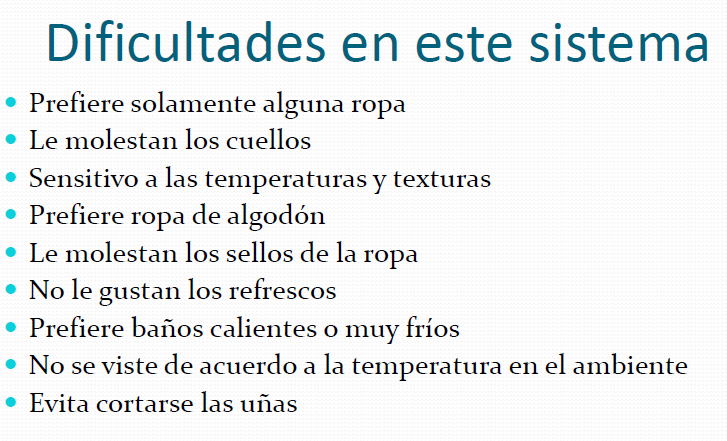 Dificultades en este sistema
• Prefiere solamente alguna ropa
• Le molestan los cuellos
• Sensitivo a las temperaturas y texturas
• Prefiere ropa de algodón
• Le molestan los sellos de la ropa
• No le gustan los refrescos
• Prefiere baños calientes o muy fríos
• No se viste de acuerdo a la temperatura en el ambiente
• Evita cortarse las uñas